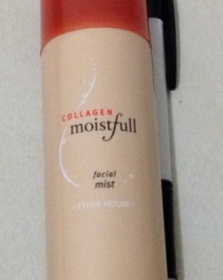 COLLAGEN
moistfull
facial
mist
ETUDE HOUSE